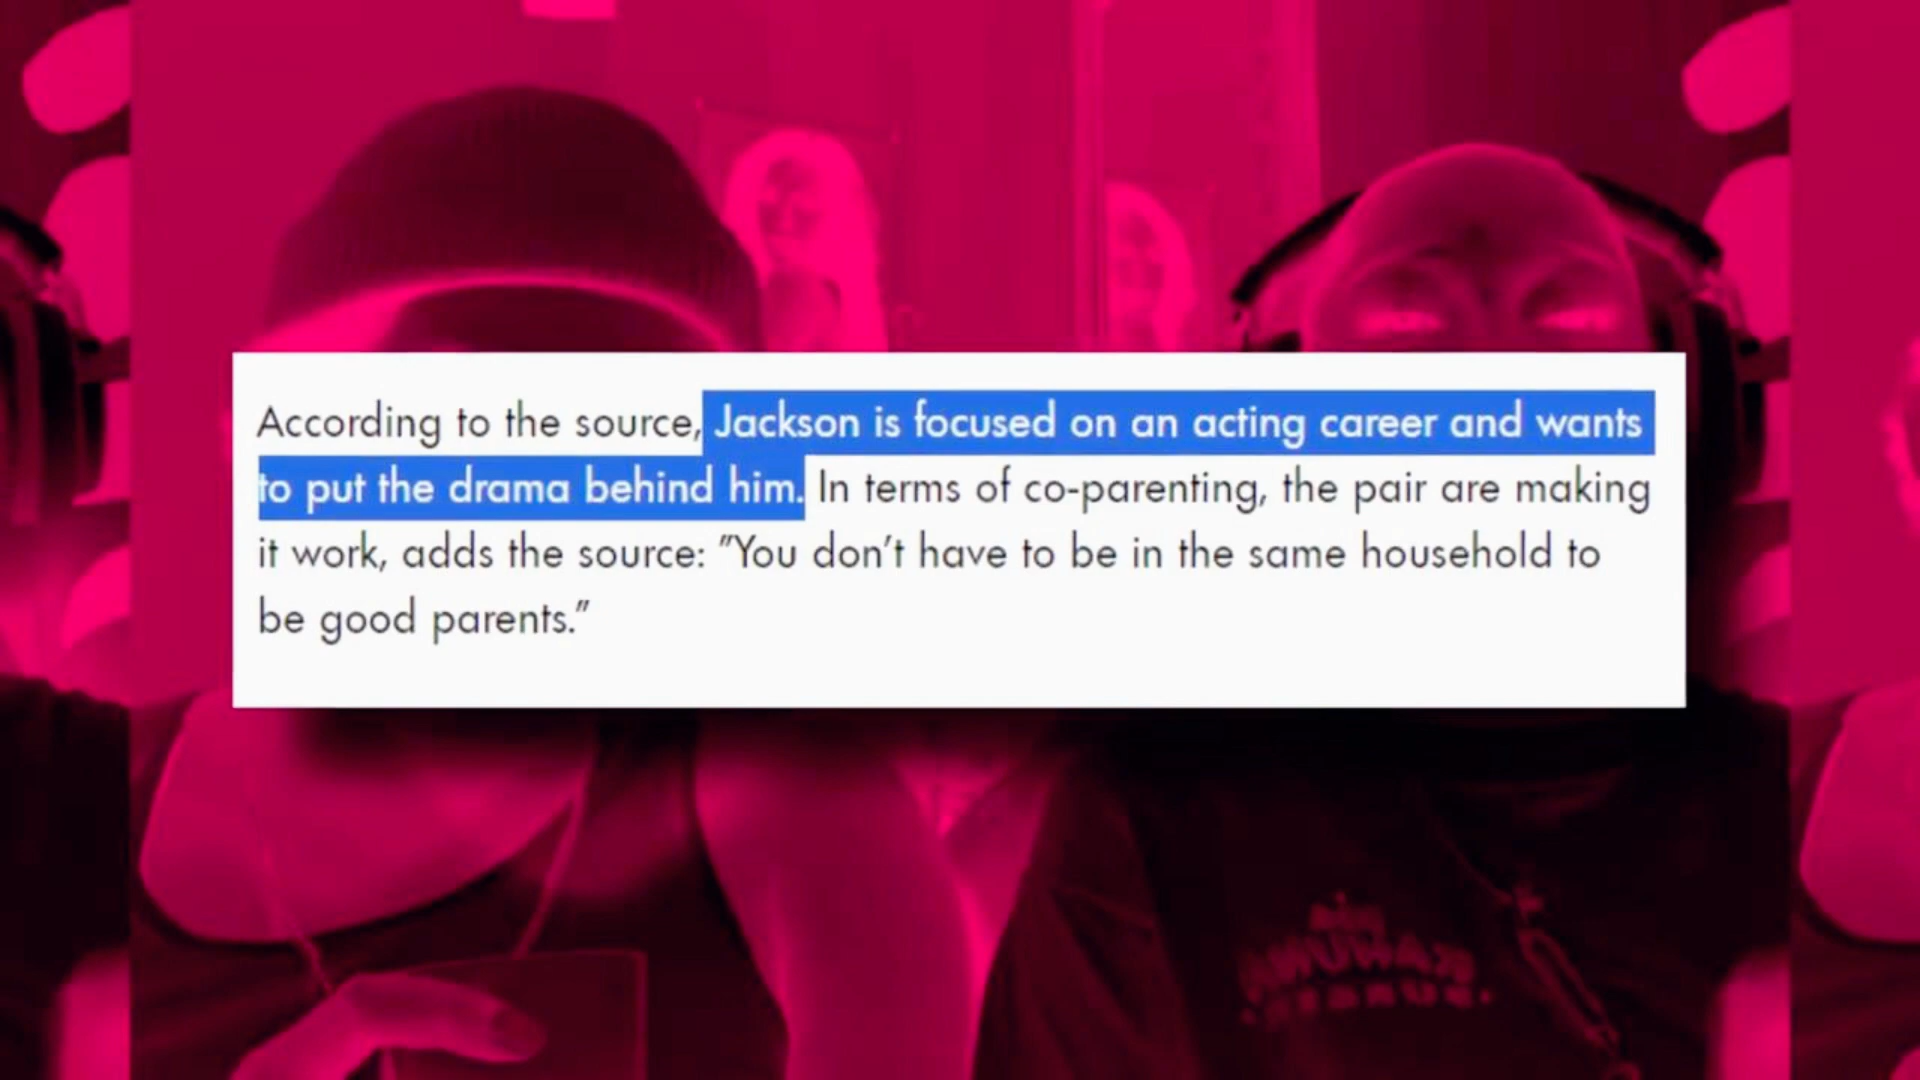 According to the source, Jackson is focused on an acting career and wants
to put the drama behind him. In terms of co-parenting, the pair are making
it work, adds the source: "You don't have to be in the same household to
be good parents."